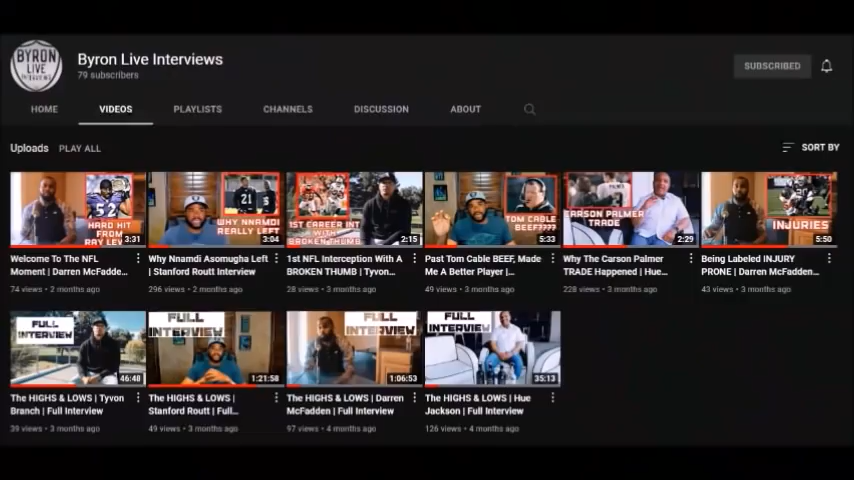 BYRON
LIVE
INTERVIEWS
Byron Live Interviews
79 subscribers
SUBSCRIBED
HOME
VIDEOS
PLAYLISTS
CHANNELS
DISCUSSION
ABOUT
Uploads
PLAY ALL
SORT BY
52
HARD HIT
FROM
RAY LEW
3:31
21
WHY NNAMDI
REALLY LEFT
3:04
1ST CAREER INT
WITH
BROKEN THUMB
2:15
TOM CABLE
BEEF????
5:33
PALMER
3
CARSON PALMER
TRADE
2:29
20
INJURIES
5:50
Welcome To The NFL
Moment | Darren McFadde...
74 views • 2 months ago
Why Nnamdi Asomugha Left
| Stanford Routt Interview
296 views • 2 months ago
1st NFL Interception With A
BROKEN THUMB | Tyvon...
28 views • 3 months ago
Past Tom Cable BEEF, Made
Me A Better Player |...
49 views • 3 months ago
Why The Carson Palmer
TRADE Happened | Hue...
228 views • 3 months ago
Being Labeled INJURY
PRONE | Darren McFadden...
43 views • 3 months ago
FULL
INTERVIEW
46:48
FULL
INTERVIEW
1:21:58
FULL
INTERVIEW
1:06:53
FULL
INTERVIEW
35:13
The HIGHS & LOWS | Tyvon
Branch | Full Interview
39 views • 3 months ago
The HIGHS & LOWS |
Stanford Routt | Full...
49 views • 3 months ago
The HIGHS & LOWS | Darren
McFadden | Full Interview
97 views • 4 months ago
The HIGHS & LOWS | Hue
Jackson | Full Interview
126 views • 4 months ago